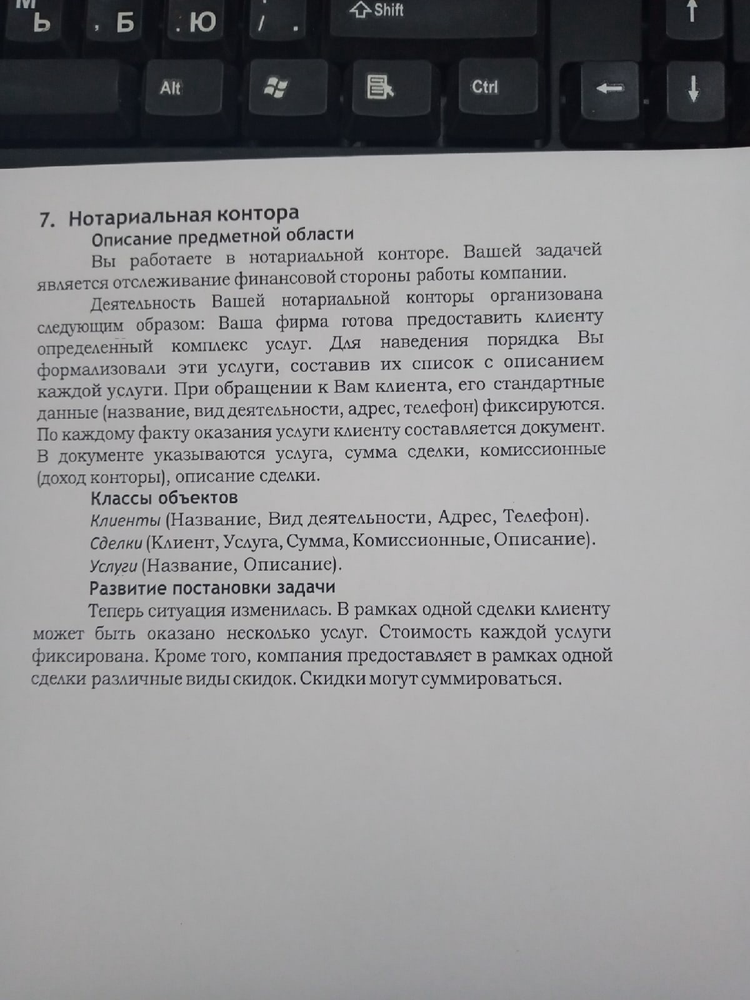 М
Ь
, Б
. Ю
/ .
Shift
Alt
Ctrl
7. Нотариальная контора
Описание предметной области
Вы работаете в нотариальной конторе. Вашей задачей
является отслеживание финансовой стороны работы компании.
Деятельность Вашей нотариальной конторы организована
следующим образом: Ваша фирма готова предоставить клиенту
определенный комплекс услуг. Для наведения порядка Вы
формализовали эти услуги, составив их список с описанием
каждой услуги. При обращении к Вам клиента, его стандартные
данные (название, вид деятельности, адрес, телефон) фиксируются.
По каждому факту оказания услуги клиенту составляется документ.
В документе указываются услуга, сумма сделки, комиссионные
(доход конторы), описание сделки.
Классы объектов
Клиенты (Название, Вид деятельности, Адрес, Телефон).
Сделки (Клиент, Услуга, Сумма, Комиссионные, Описание).
Услуги (Название, Описание).
Развитие постановки задачи
Теперь ситуация изменилась. В рамках одной сделки клиенту
может быть оказано несколько услуг. Стоимость каждой услуги
фиксирована. Кроме того, компания предоставляет в рамках одной
сделки различные виды скидок. Скидки могут суммироваться.